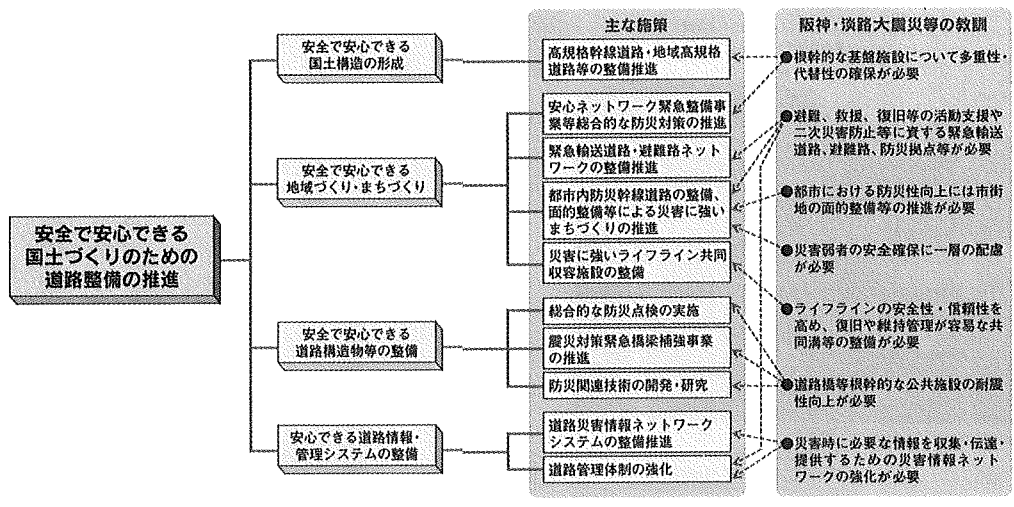 安全で安心できる
国土づくりのための
道路整備の推進
安全で安心できる
国土構造の形成
安全で安心できる
地域づくり・まちづくり
安全で安心できる
道路構造物等の整備
安心できる道路情報・
管理システムの整備
主な施策
高規格幹線道路・地域高規格
道路等の整備推進
安心ネットワーク緊急整備事
業等総合的な防災対策の推進
緊急輸送道路・避難路ネット
ワークの整備推進
都市内防災幹線道路の整備、
面的整備等による災害に強い
まちづくりの推進
災害に強いライフライン共同
収容施設の整備
総合的な防災点検の実施
震災対策緊急橋梁補強事業
の推進
防災関連技術の開発・研究
道路災害情報ネットワーク
システムの整備推進
道路管理体制の強化
阪神・淡路大震災等の教訓
●根幹的な基盤施設について多重性・
代替性の確保が必要
●避難、救援、復旧等の活動支援や
二次災害防止等に資する緊急輸送
道路、避難路、防災拠点等が必要
●都市における防災性向上には市街
地の面的整備等の推進が必要
●災害弱者の安全確保に一層の配慮
が必要
●ライフラインの安全性・信頼性を
高め、復旧や維持管理が容易な共
同溝等の整備が必要
●道路橋等根幹的な公共施設の耐震
性向上が必要
●災害時に必要な情報を収集・伝達・
提供するための災害情報ネット
ワークの強化が必要